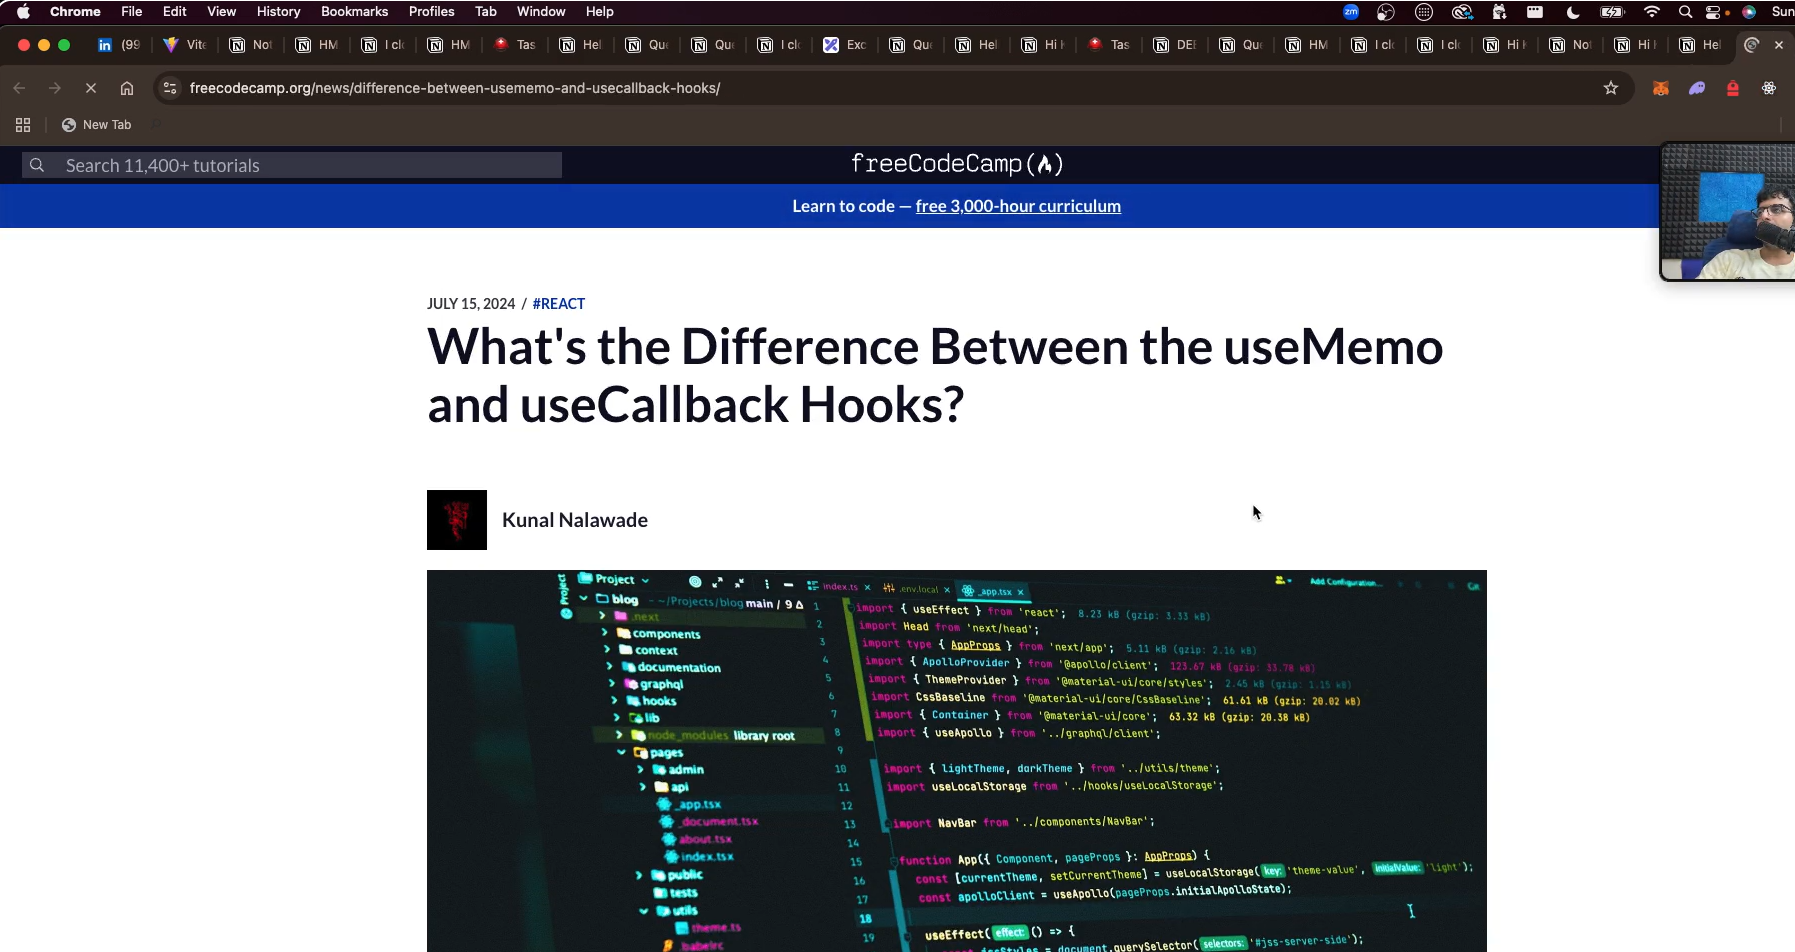 Chrome File Edit View History Bookmarks Profiles Tab Window Help zm Sun
in (99 Vite Not HM I cl HM Tas Hel Que Que I clo Exc Que Hel Hi Tas DEE Que HM I clo I clo Hi Not Hi Hel
freecodecamp.org/news/difference-between-usememo-and-usecallback-hooks/
New Tab
Search 11,400+ tutorials
freeCodeCamp
Learn to code — free 3,000-hour curriculum
JULY 15, 2024 / #REACT
What's the Difference Between the useMemo
and useCallback Hooks?
Kunal Nalawade
Project index.ts .env.local _app.tsx Add Configuration... Git
Project
blog ~/Projects/blog main / 9 Δ
.next
components
context
documentation
graphql
hooks
lib
node_modules library root
pages
admin
api
_app.tsx
_document.tsx
about.tsx
index.tsx
public
tests
utils
theme.ts
.babelrc
1 import { useEffect } from 'react'; 8.23 kB (gzip: 3.33 kB)
2 import Head from 'next/head';
3 import type { AppProps } from 'next/app'; 5.11 kB (gzip: 2.16 kB)
4 import { ApolloProvider } from '@apollo/client'; 123.67 kB (gzip: 33.78 kB)
5 import { ThemeProvider } from '@material-ui/core/styles'; 2.45 kB (gzip: 1.15 kB)
6 import CssBaseline from '@material-ui/core/CssBaseline'; 61.61 kB (gzip: 20.02 kB)
7 import { Container } from '@material-ui/core'; 63.32 kB (gzip: 20.38 kB)
8 import { useApollo } from '../graphql/client';
9
10 import { lightTheme, darkTheme } from '../utils/theme';
11 import useLocalStorage from '../hooks/useLocalStorage';
12
13 import NavBar from '../components/NavBar';
14
15 function App({ Component, pageProps }: AppProps) {
16 const [currentTheme, setCurrentTheme] = useLocalStorage( key: 'theme-value', initialValue: 'light');
17 const apolloClient = useApollo(pageProps.initialApolloState);
18
19 useEffect( effect: () => {
const jssStyles = document.querySelector( selectors: '#jss-server-side');